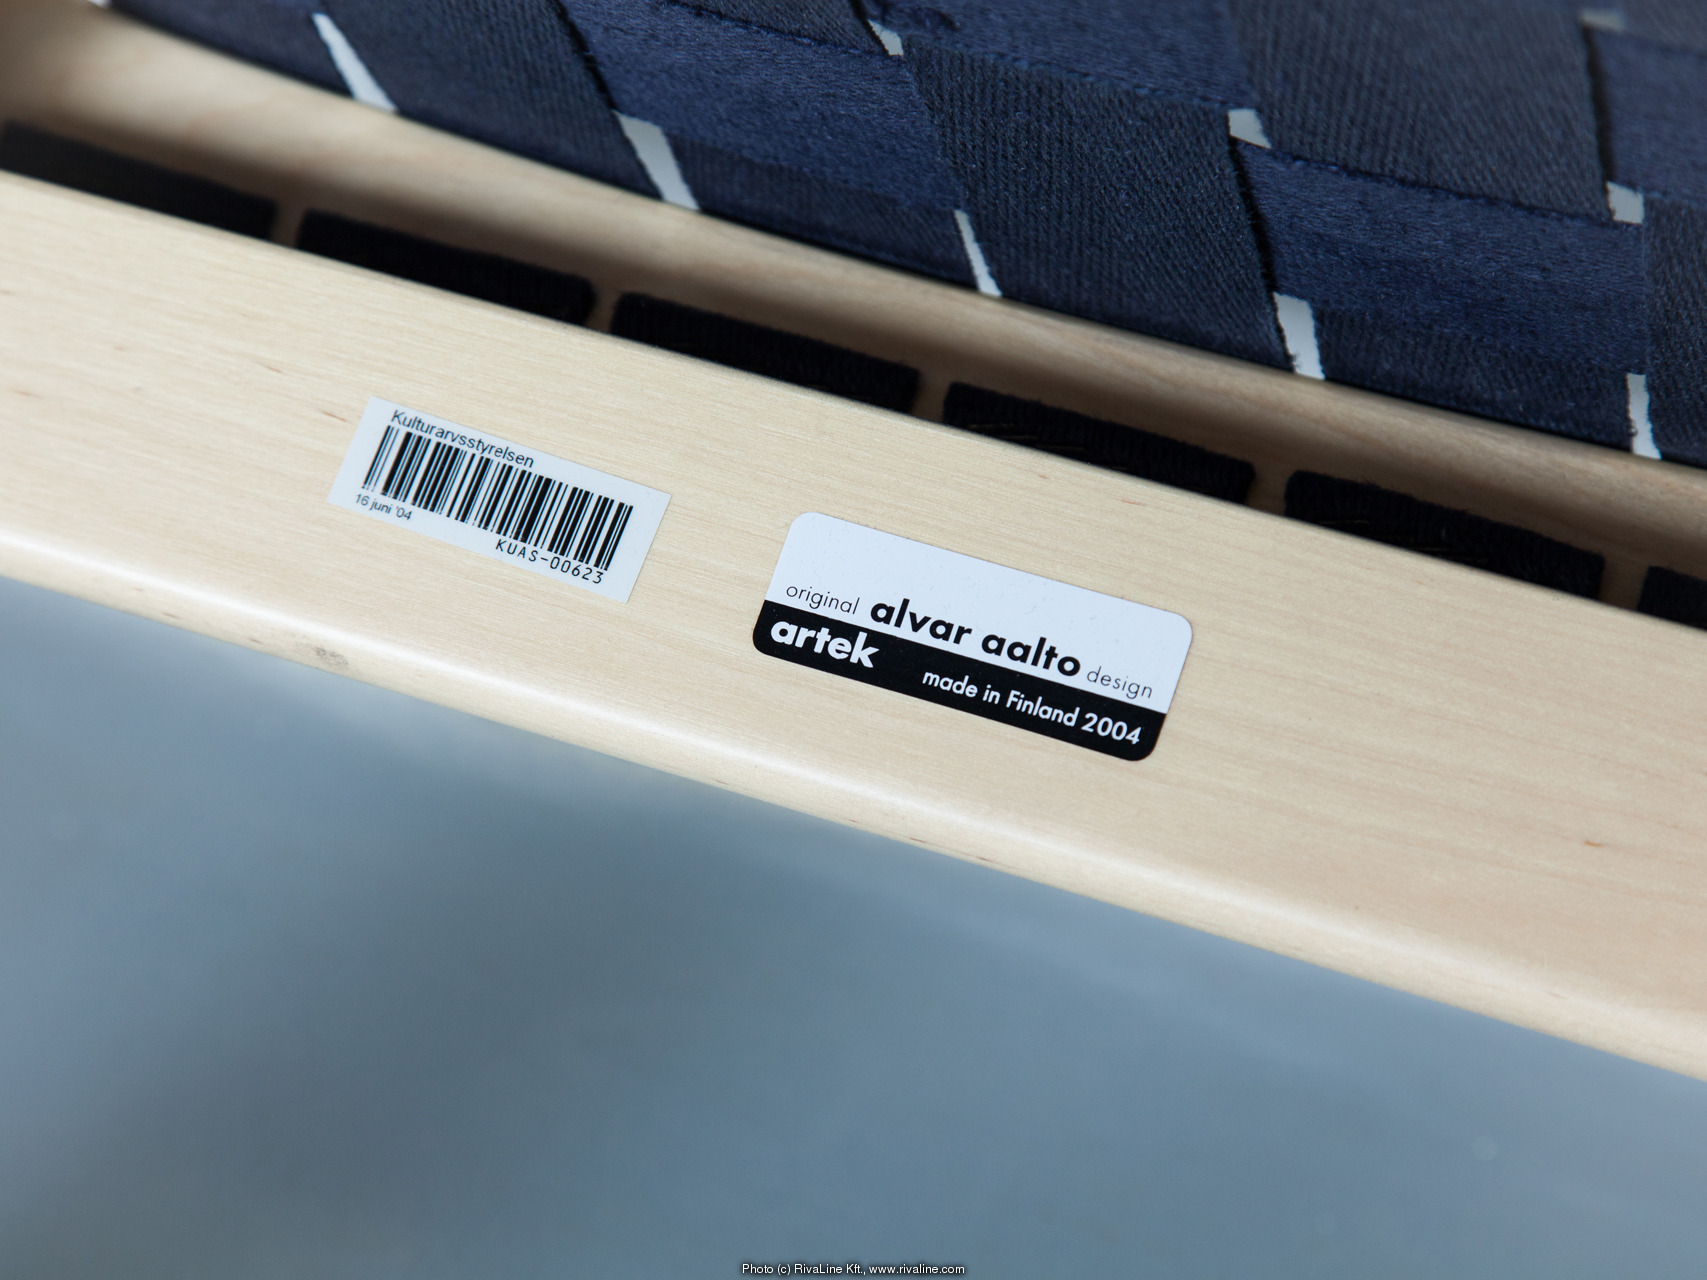 Kulturarvsstyrelsen
16 juni '04
KUAS-00623
original alvar aalto design
artek
made in Finland 2004
Photo (c) RivaLine Kft., www.rivaline.com